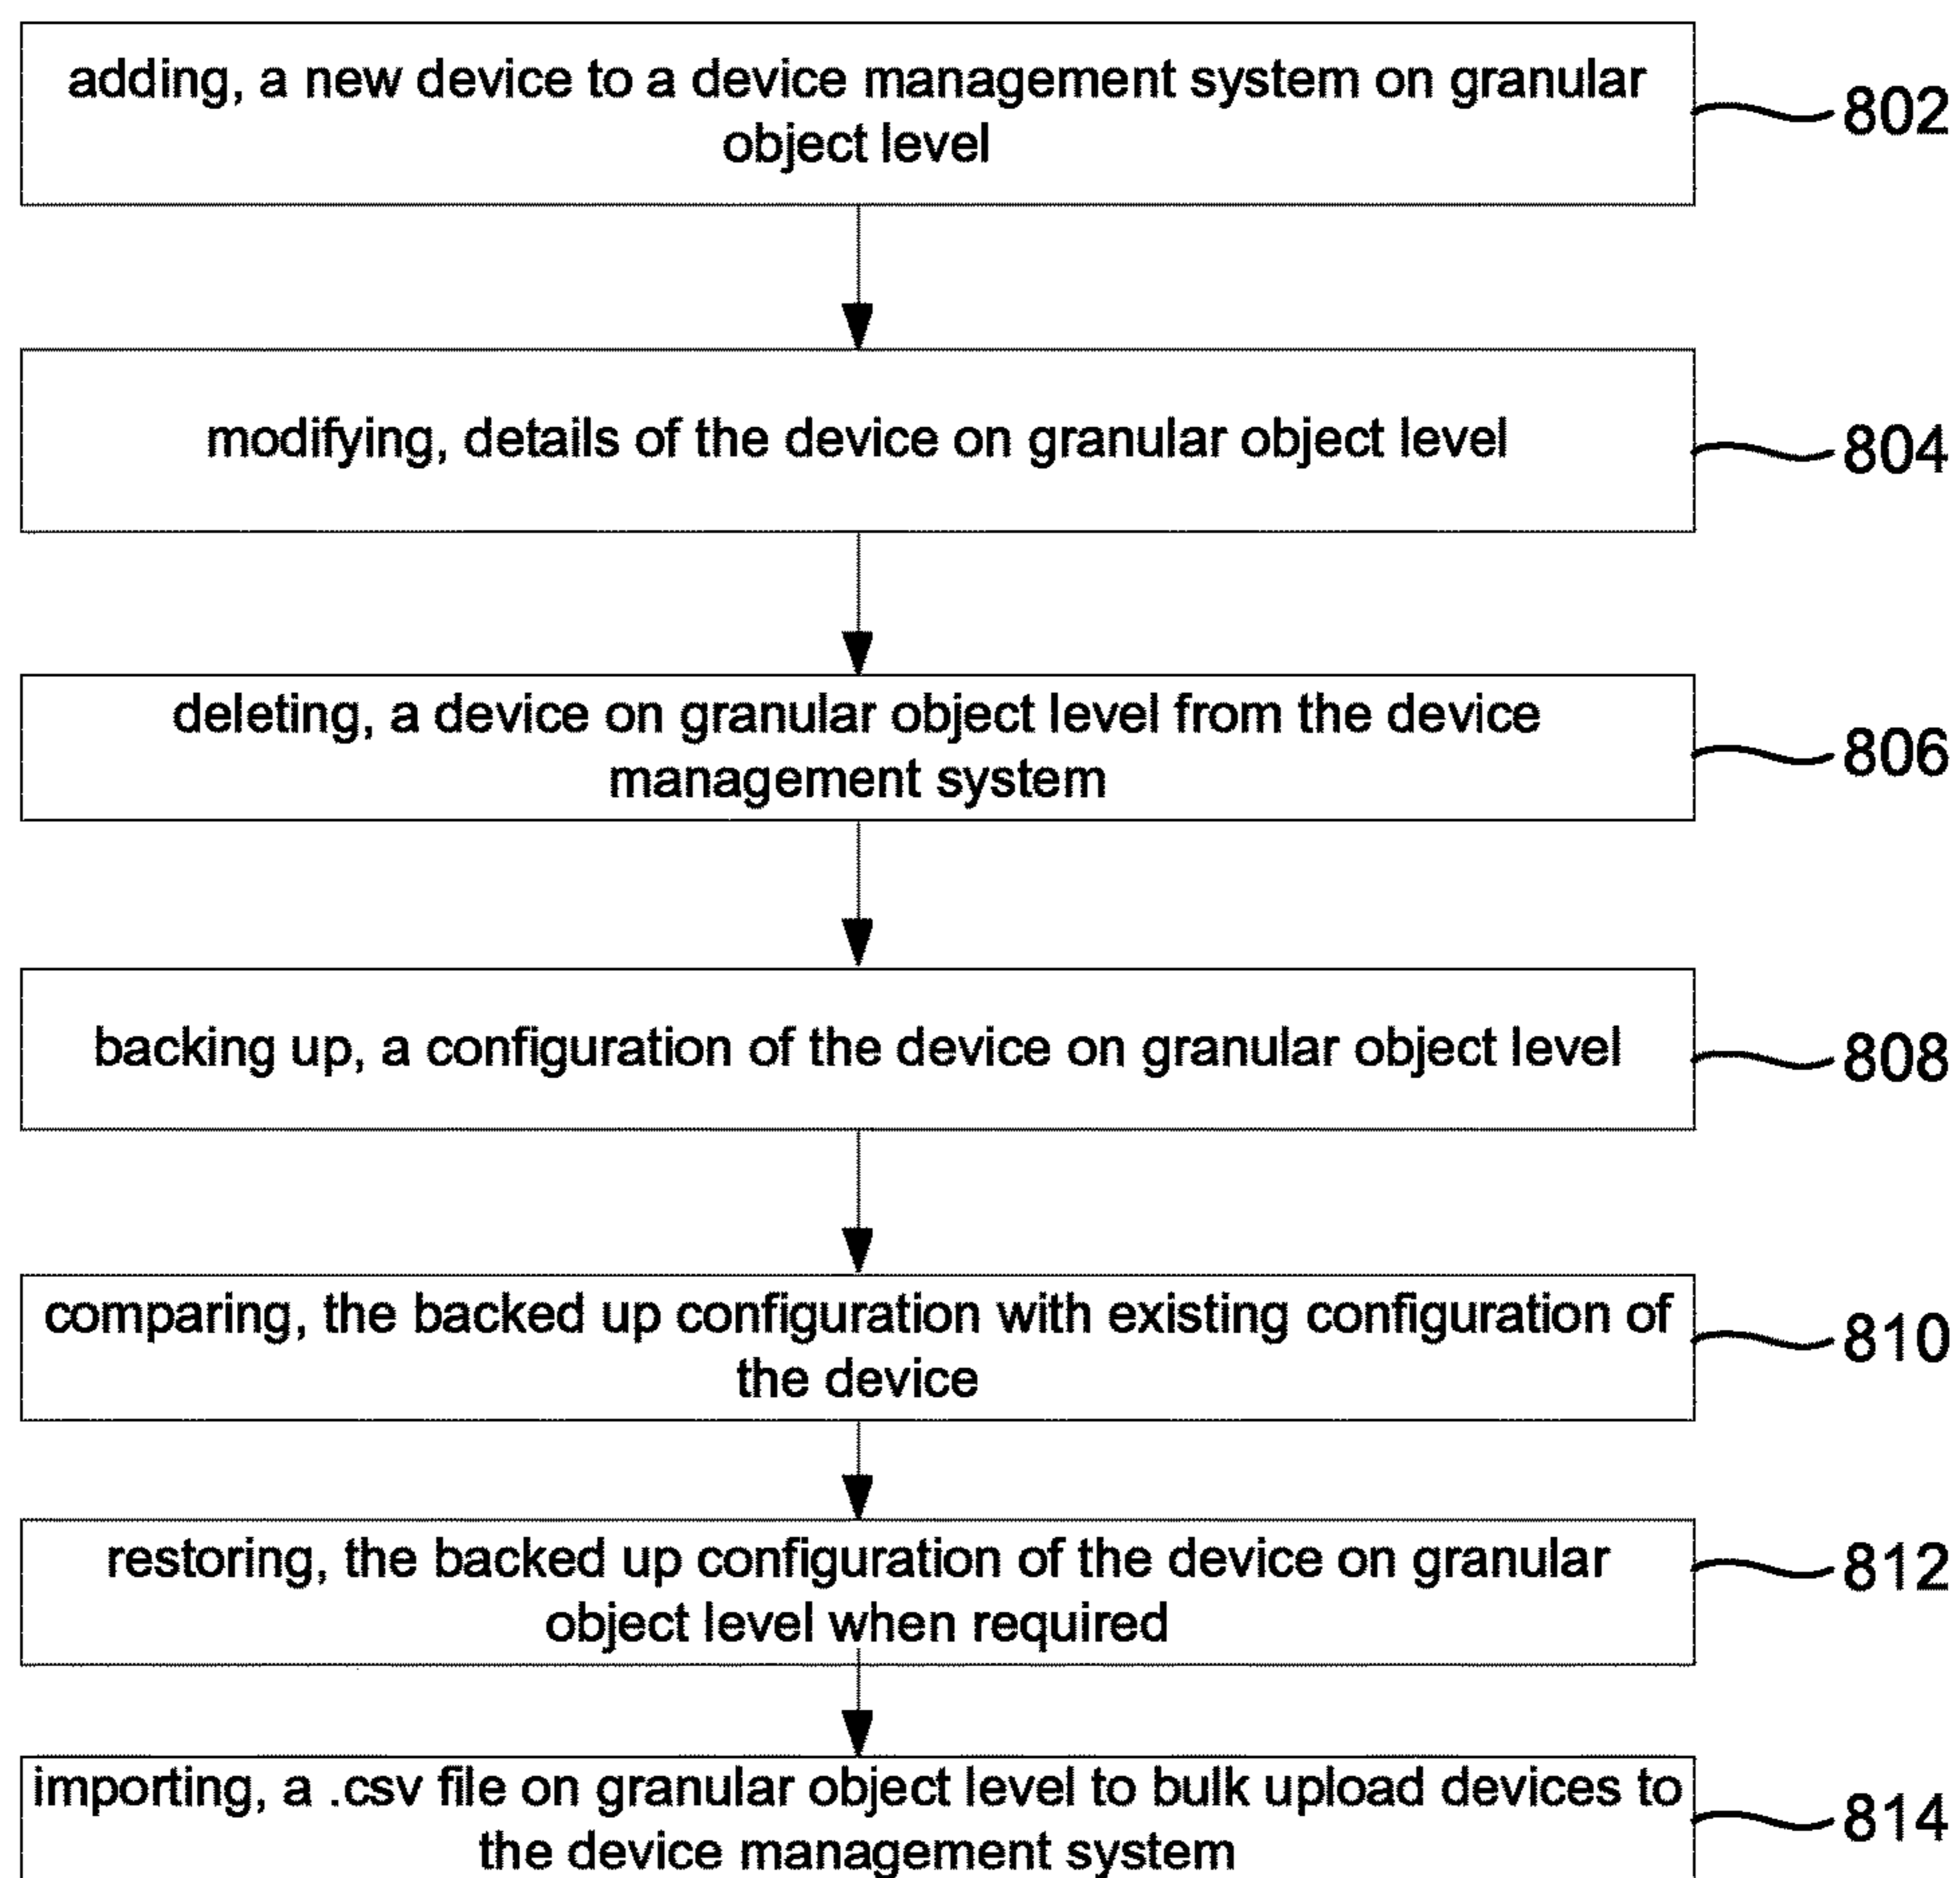 adding, a new device to a device management system on granular
object level
802
modifying, details of the device on granular object level
804
deleting, a device on granular object level from the device
management system
806
backing up, a configuration of the device on granular object level
808
comparing, the backed up configuration with existing configuration of
the device
810
restoring, the backed up configuration of the device on granular
object level when required
812
importing, a .csv file on granular object level to bulk upload devices to
the device management system
814